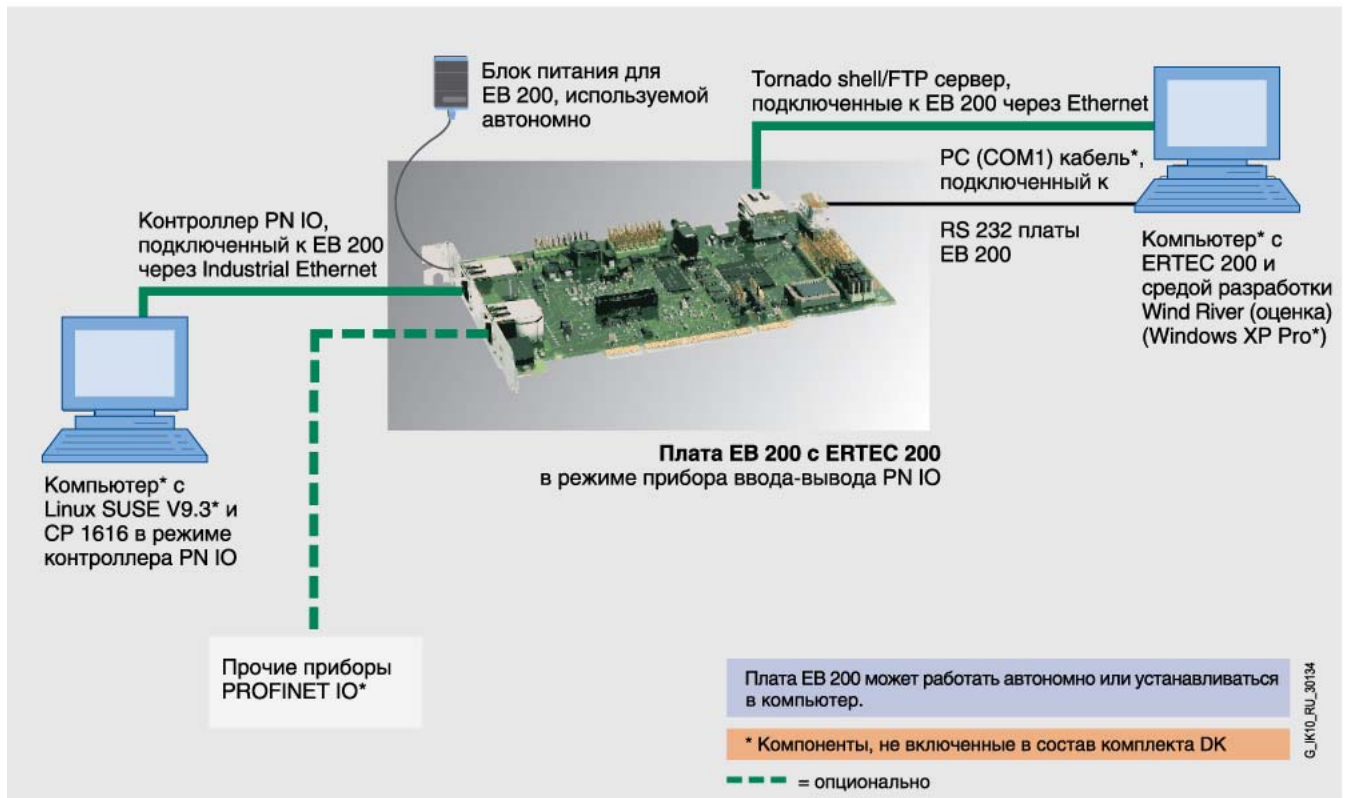 Блок питания для
EB 200, используемой
автономно
Tornado shell/FTP сервер,
подключенные к EB 200 через Ethernet
PC (COM1) кабель*,
подключенный к
RS 232 платы
EB 200
Контроллер PN IO,
подключенный к EB 200
через Industrial Ethernet
Компьютер* с
ERTEC 200 и
средой разработки
Wind River (оценка)
(Windows XP Pro*)
Плата EB 200 с ERTEC 200
в режиме прибора ввода-вывода PN IO
Компьютер* с
Linux SUSE V9.3* и
CP 1616 в режиме
контроллера PN IO
Прочие приборы
PROFINET IO*
Плата EB 200 может работать автономно или устанавливаться
в компьютер.
* Компоненты, не включенные в состав комплекта DK
= опционально
G_IK10_RU_30134